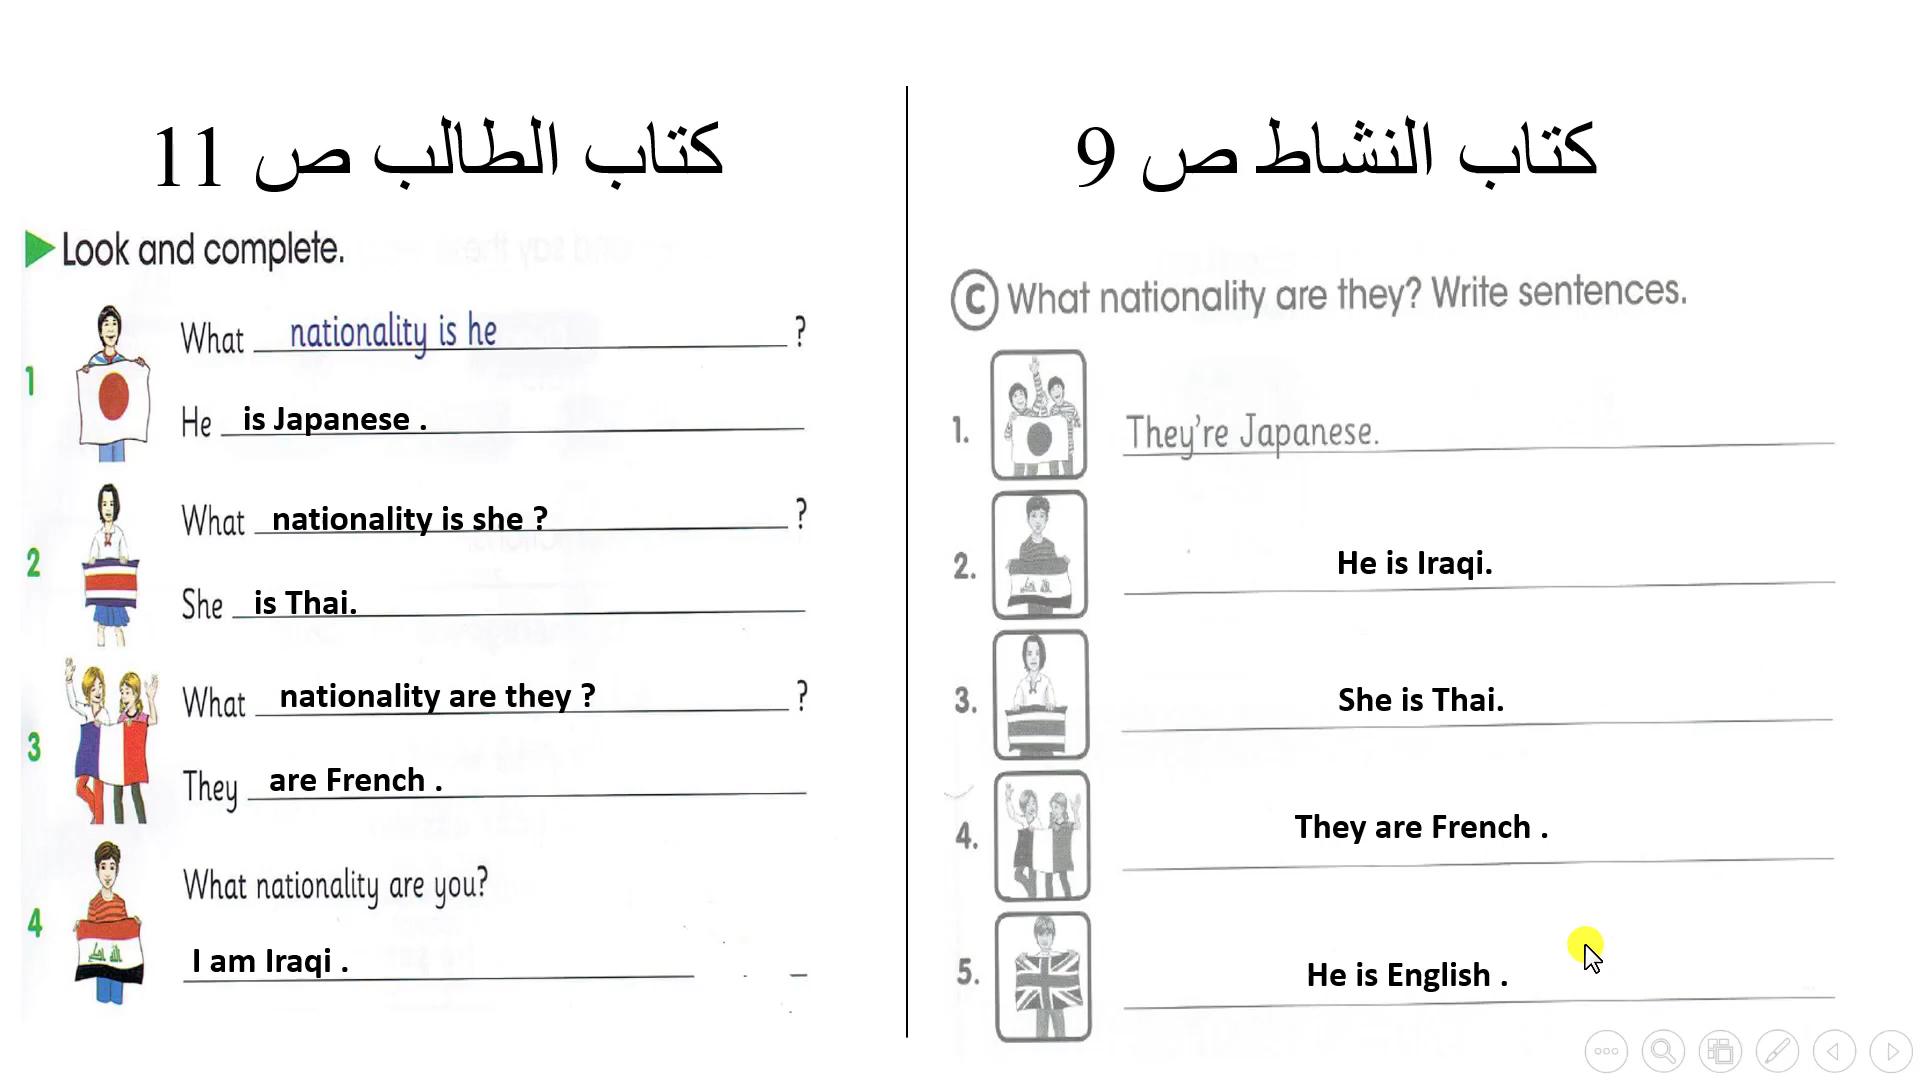 كتاب الطالب ص 11
Look and complete.
1
What nationality is he ?
He is Japanese .
2
What nationality is she ? ?
She is Thai.
3
What nationality are they ? ?
They are French .
4
What nationality are you?
I am Iraqi .
كتاب النشاط ص 9
C What nationality are they? Write sentences.
1. They’re Japanese.
2. He is Iraqi.
3. She is Thai.
4. They are French .
5. He is English .